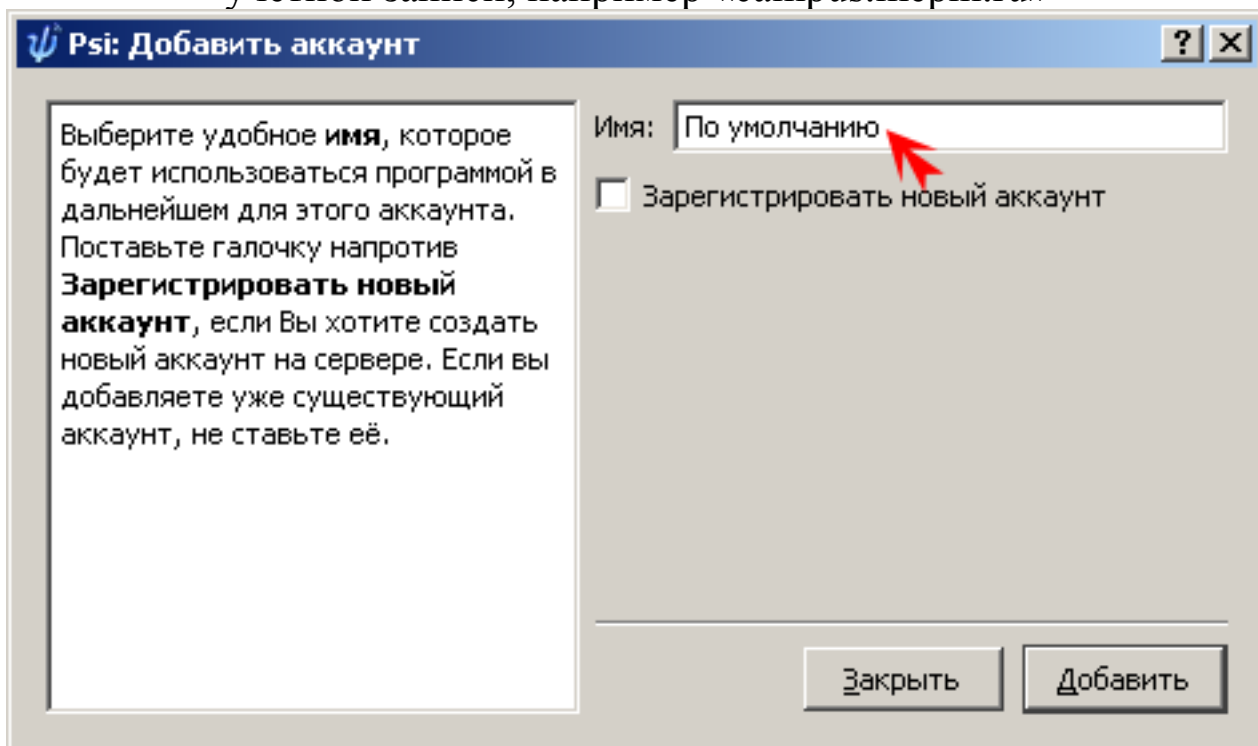 Psi: Добавить аккаунт
Выберите удобное имя, которое
будет использоваться программой в
дальнейшем для этого аккаунта.
Поставьте галочку напротив
Зарегистрировать новый
аккаунт, если Вы хотите создать
новый аккаунт на сервере. Если вы
добавляете уже существующий
аккаунт, не ставьте её.
Имя: По умолчанию
Зарегистрировать новый аккаунт
Закрыть Добавить